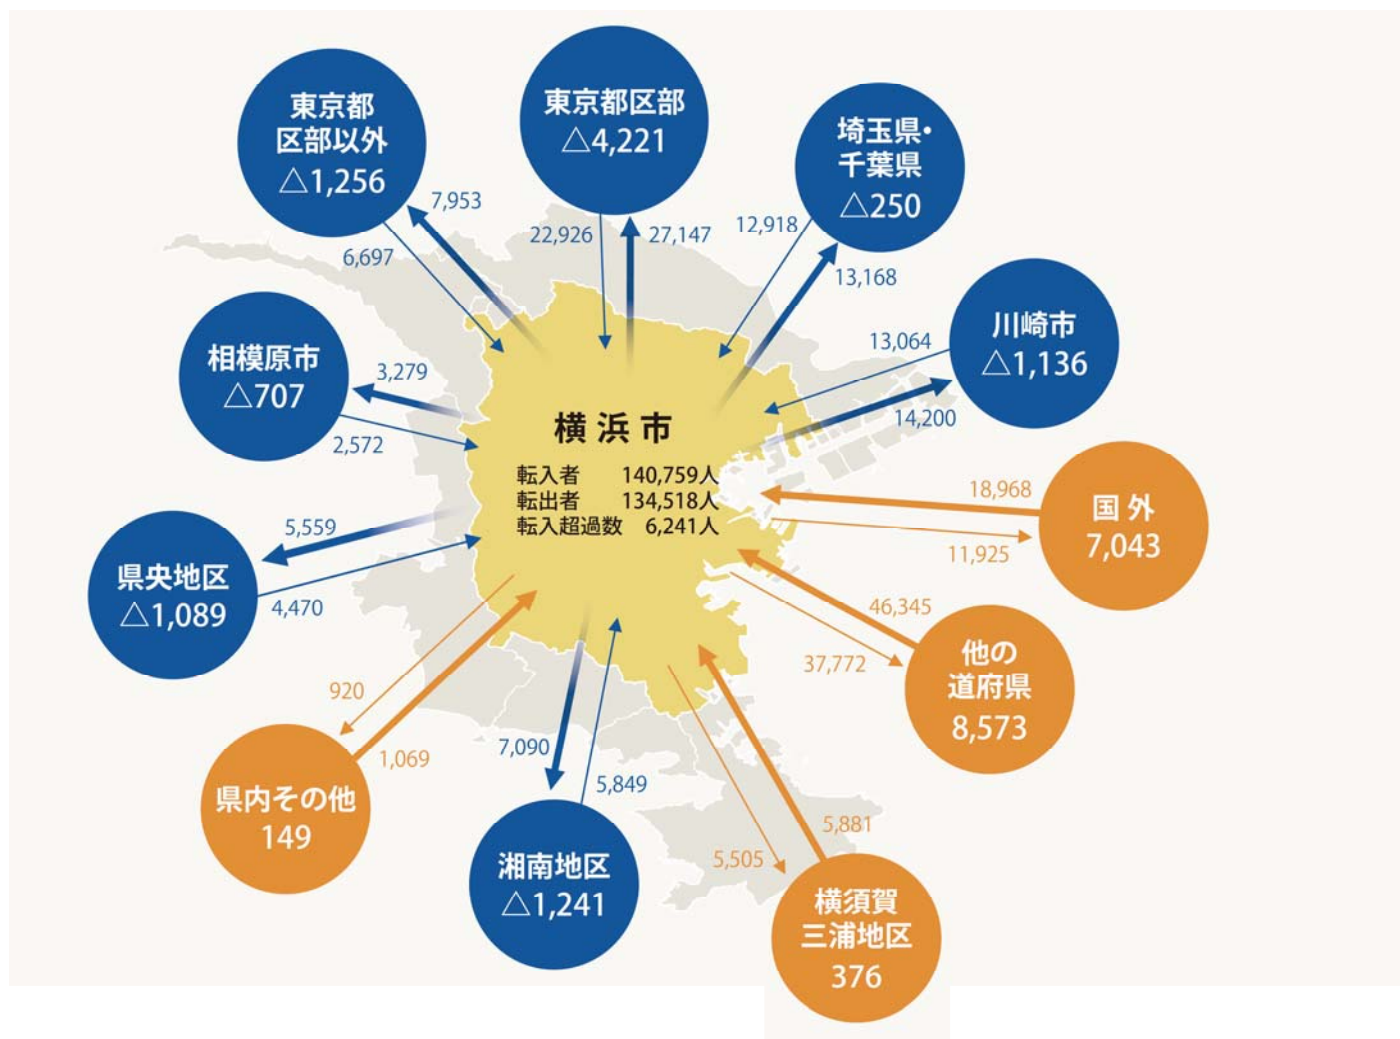 東京都
区部以外
△1,256
東京都区部
△4,221
埼玉県・
千葉県
△250
7,953
6,697
22,926
27,147
12,918
13,168
川崎市
△1,136
13,064
14,200
相模原市
△707
3,279
2,572
横浜市
転入者 140,759人
転出者 134,518人
転入超過数 6,241人
国外
7,043
18,968
11,925
県央地区
△1,089
5,559
4,470
他の
道府県
8,573
46,345
37,772
県内その他
149
920
1,069
湘南地区
△1,241
7,090
5,849
横須賀
三浦地区
376
5,881
5,505